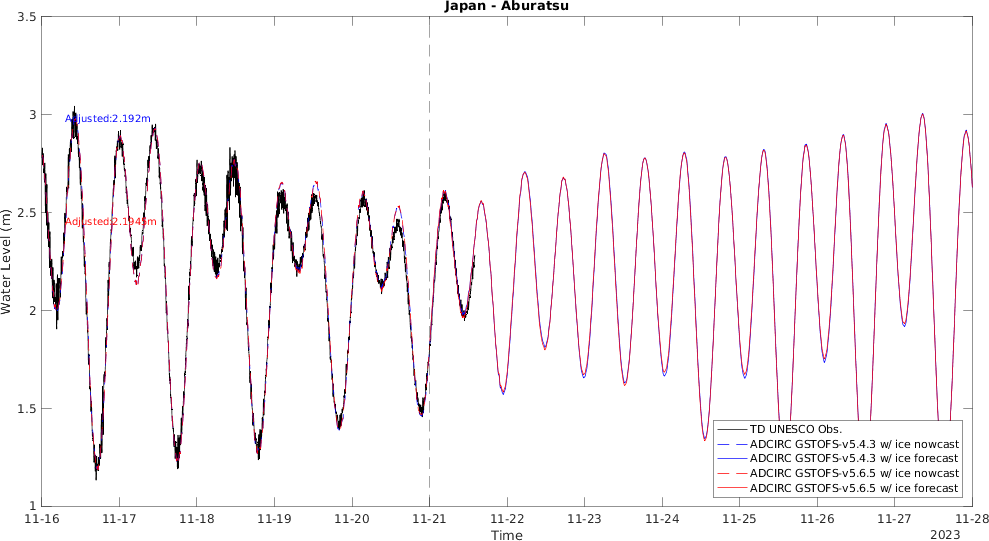 Japan - Aburatsu
3.5
3
2.5
2
1.5
1
Water Level (m)
Adjusted:2.192m
Adjusted:2.1945m
TD UNESCO Obs.
ADCIRC GSTOFS-v5.4.3 w/ ice nowcast
ADCIRC GSTOFS-v5.4.3 w/ ice forecast
ADCIRC GSTOFS-v5.6.5 w/ ice nowcast
ADCIRC GSTOFS-v5.6.5 w/ ice forecast
11-16 11-17 11-18 11-19 11-20 11-21 11-22 11-23 11-24 11-25 11-26 11-27 11-28
Time
2023